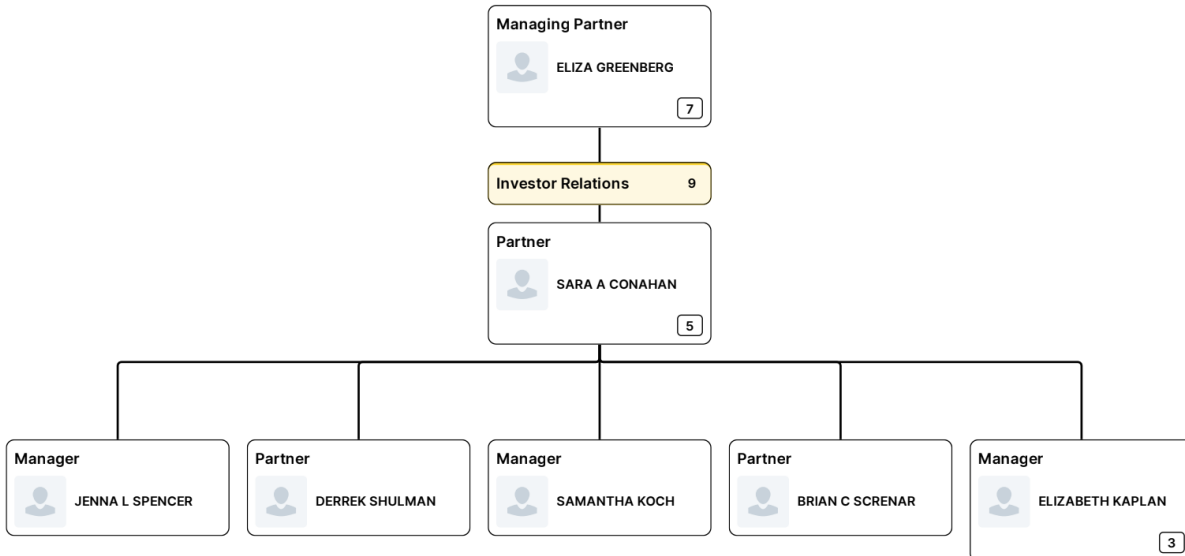 Managing Partner
ELIZA GREENBERG
7
Investor Relations 9
Partner
SARA A CONAHAN
5
Manager
JENNA L SPENCER
Partner
DERREK SHULMAN
Manager
SAMANTHA KOCH
Partner
BRIAN C SCRENAR
Manager
ELIZABETH KAPLAN
3